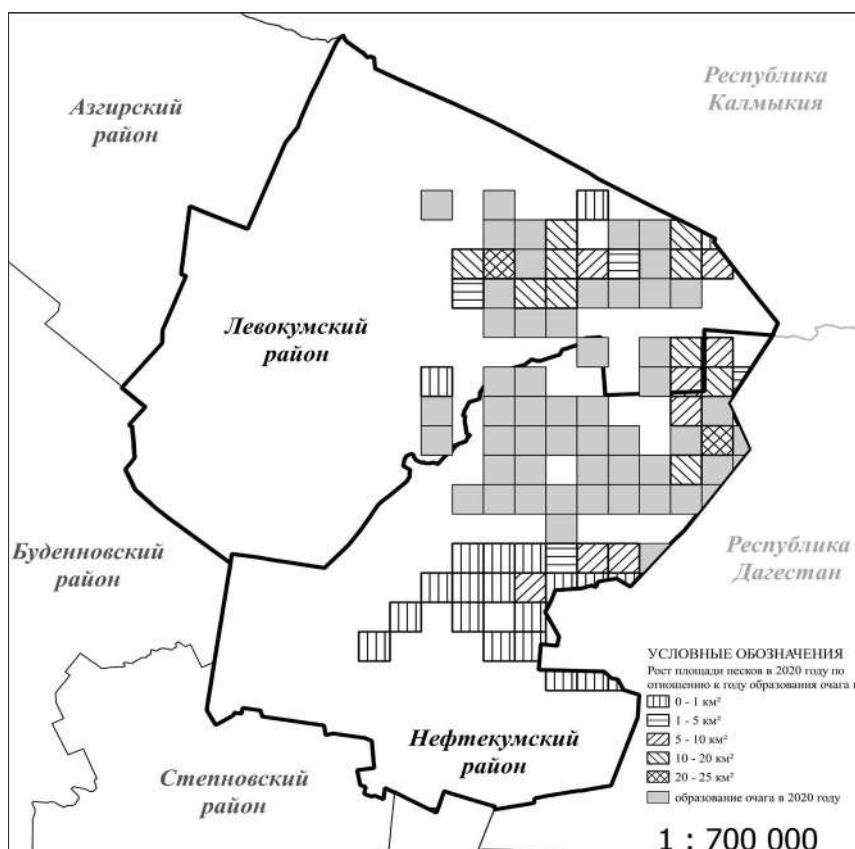 Республика
Калмыкия
Азгирский
район
Левокумский
район
Буденновский
район
Республика
Дагестан
УСЛОВНЫЕ ОБОЗНАЧЕНИЯ
Рост площади песков в 2020 году по
отношению к году образования очага
0 - 1 км²
1 - 5 км²
5 - 10 км²
10 - 20 км²
20 - 25 км²
образование очага в 2020 году
Нефтекумский
район
Степновский
район
1 : 700 000